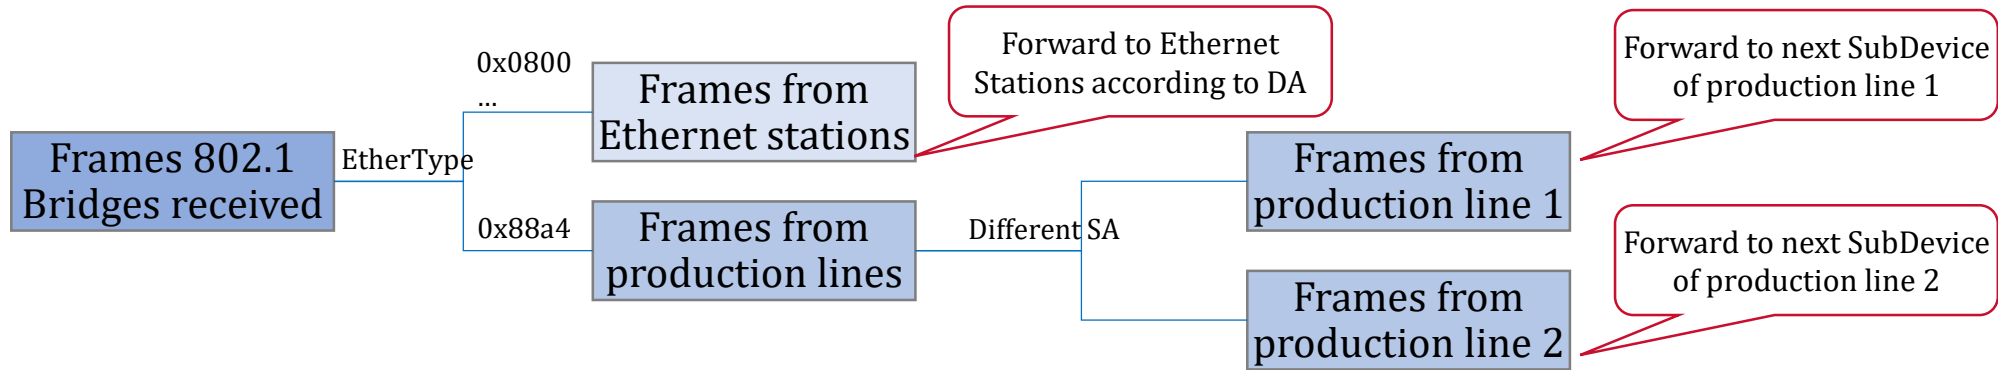 Frames 802.1
Bridges received
EtherType
0x0800
...
0x88a4
Frames from
Ethernet stations
Forward to Ethernet
Stations according to DA
Frames from
production lines
Different SA
Frames from
production line 1
Forward to next SubDevice
of production line 1
Frames from
production line 2
Forward to next SubDevice
of production line 2